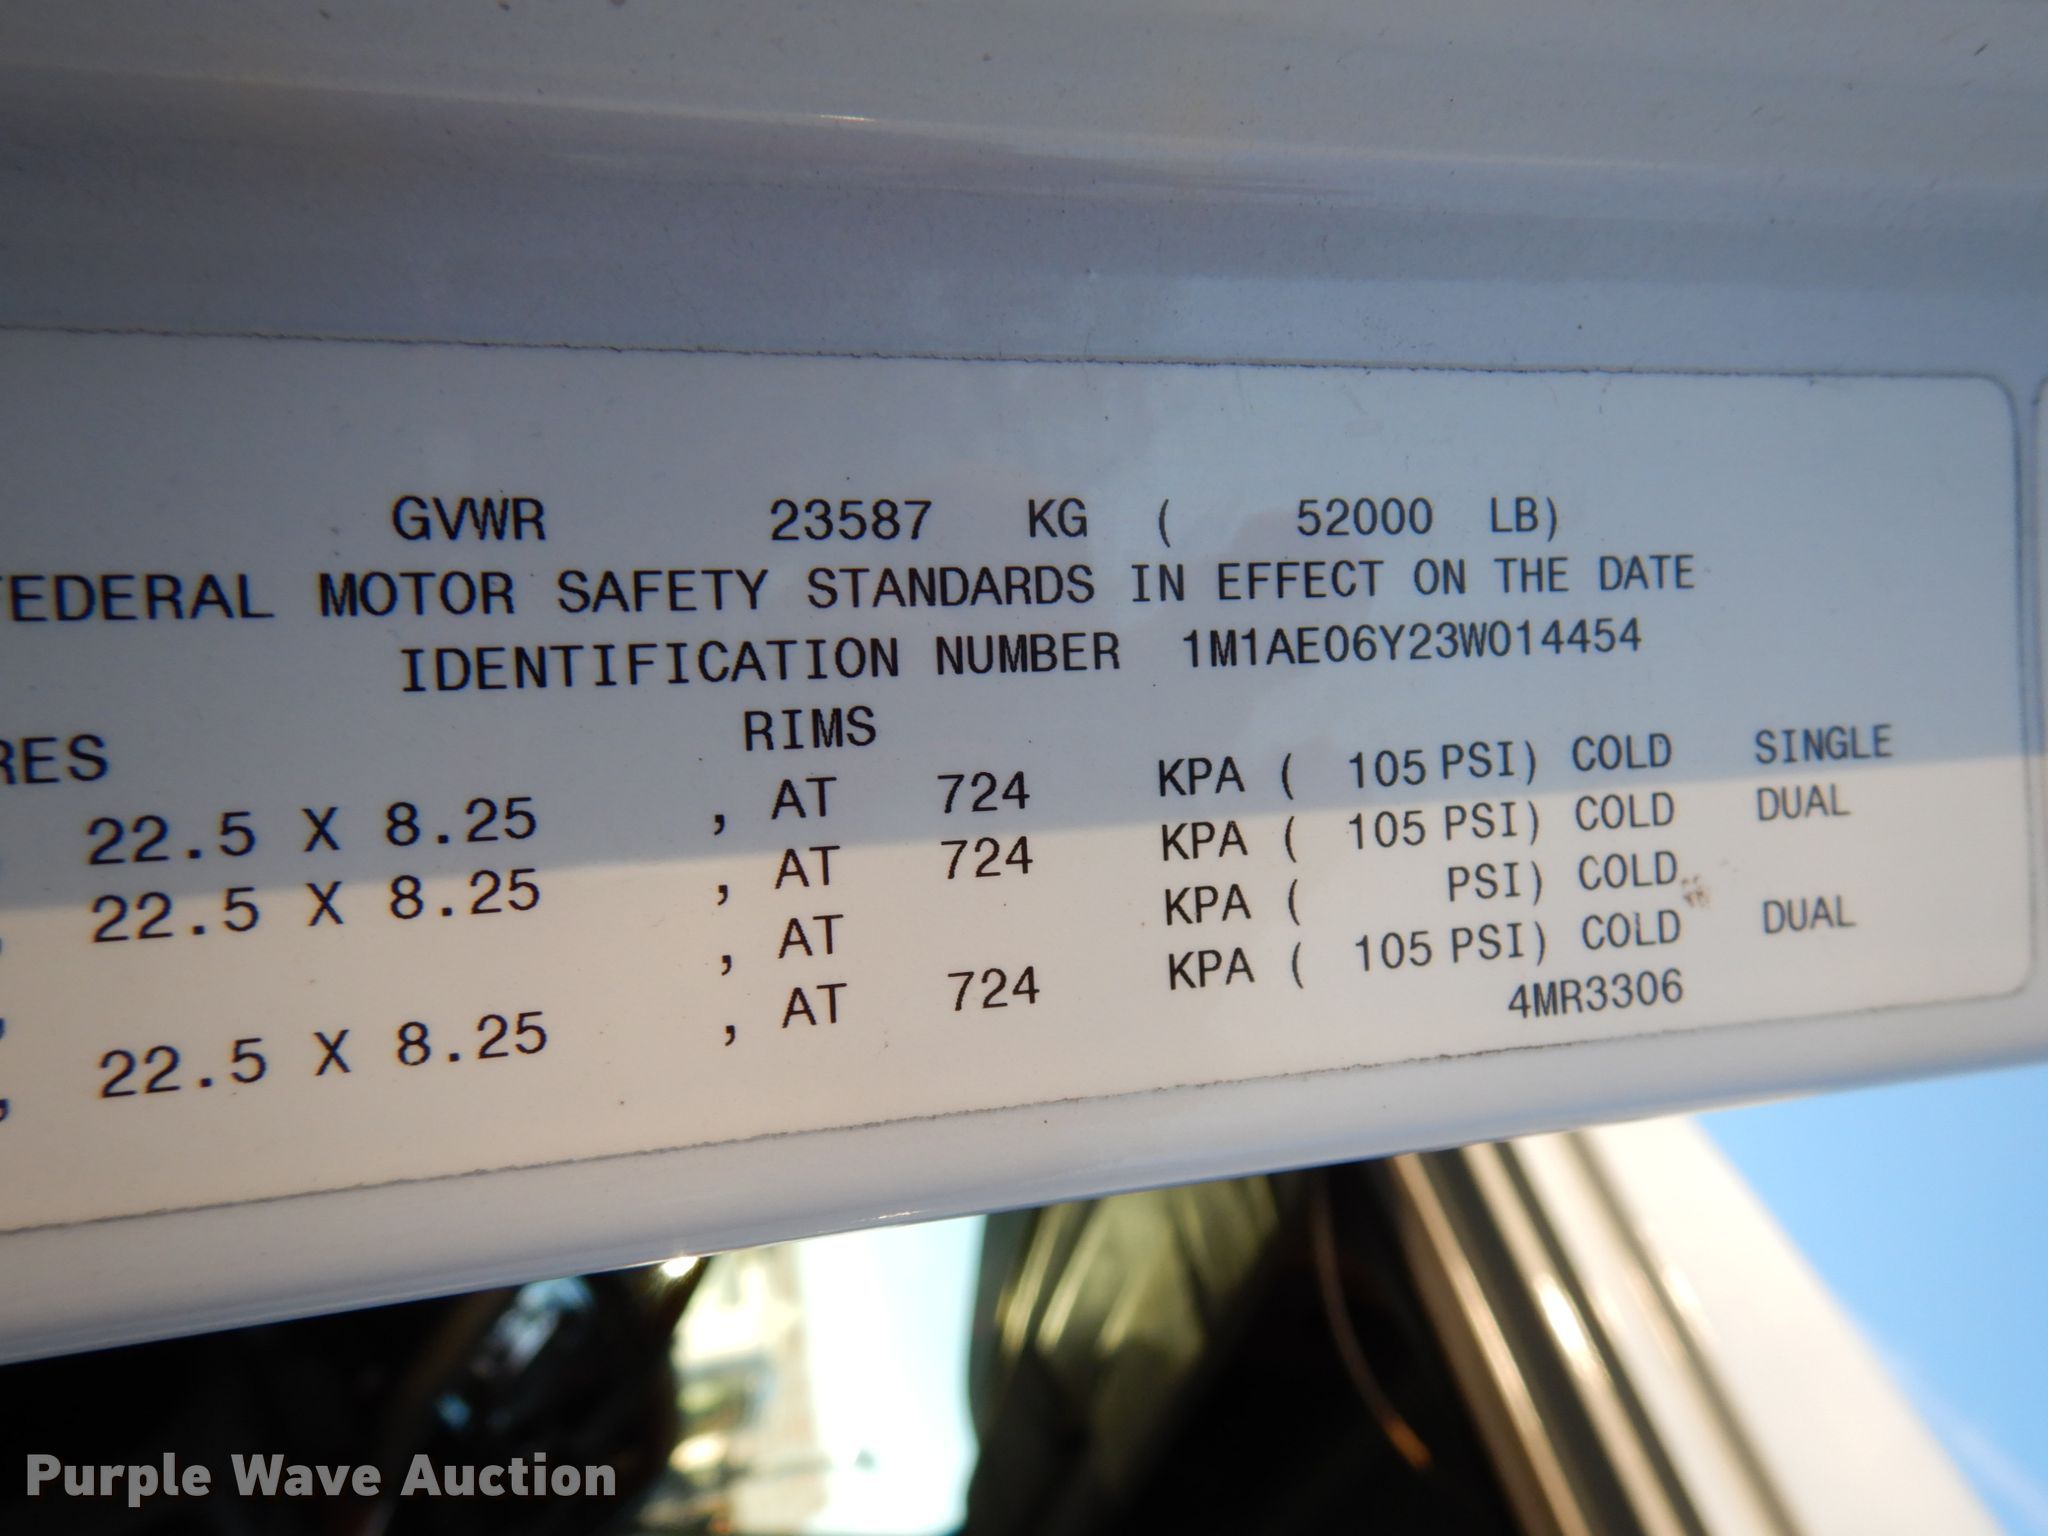 GVWR 23587 KG ( 52000 LB)
FEDERAL MOTOR SAFETY STANDARDS IN EFFECT ON THE DATE
IDENTIFICATION NUMBER 1M1AE06Y23W014454
RES RIMS
, 22.5 X 8.25 , AT 724 KPA ( 105 PSI) COLD SINGLE
, 22.5 X 8.25 , AT 724 KPA ( 105 PSI) COLD DUAL
, , AT KPA ( PSI) COLD
, 22.5 X 8.25 , AT 724 KPA ( 105 PSI) COLD DUAL
4MR3306
Purple Wave Auction